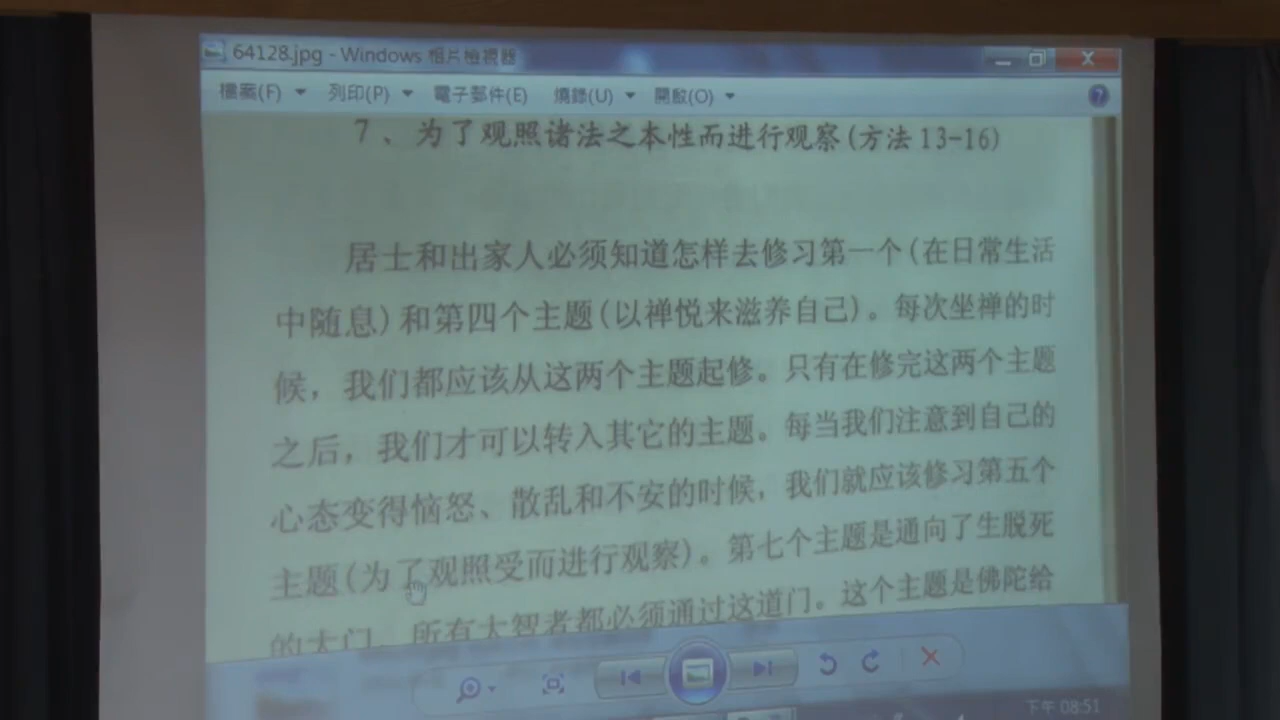 64128.jpg - Windows 相片檢視器
檔案(F) 列印(P) 電子郵件(E) 燒錄(U) 開啟(O)
7、为了观照诸法之本性而进行观察(方法13-16)
居士和出家人必须知道怎样去修习第一个(在日常生活
中随息)和第四个主题(以禅悦来滋养自己)。每次坐禅的时
候，我们都应该从这两个主题起修。只有在修完这两个主题
之后，我们才可以转入其它的主题。每当我们注意到自己的
心态变得恼怒、散乱和不安的时候，我们就应该修习第五个
主题(为了观照受而进行观察)。第七个主题是通向了生脱死
的大门，所有大智者都必须通过这道门。这个主题是佛陀给
下午 08:51